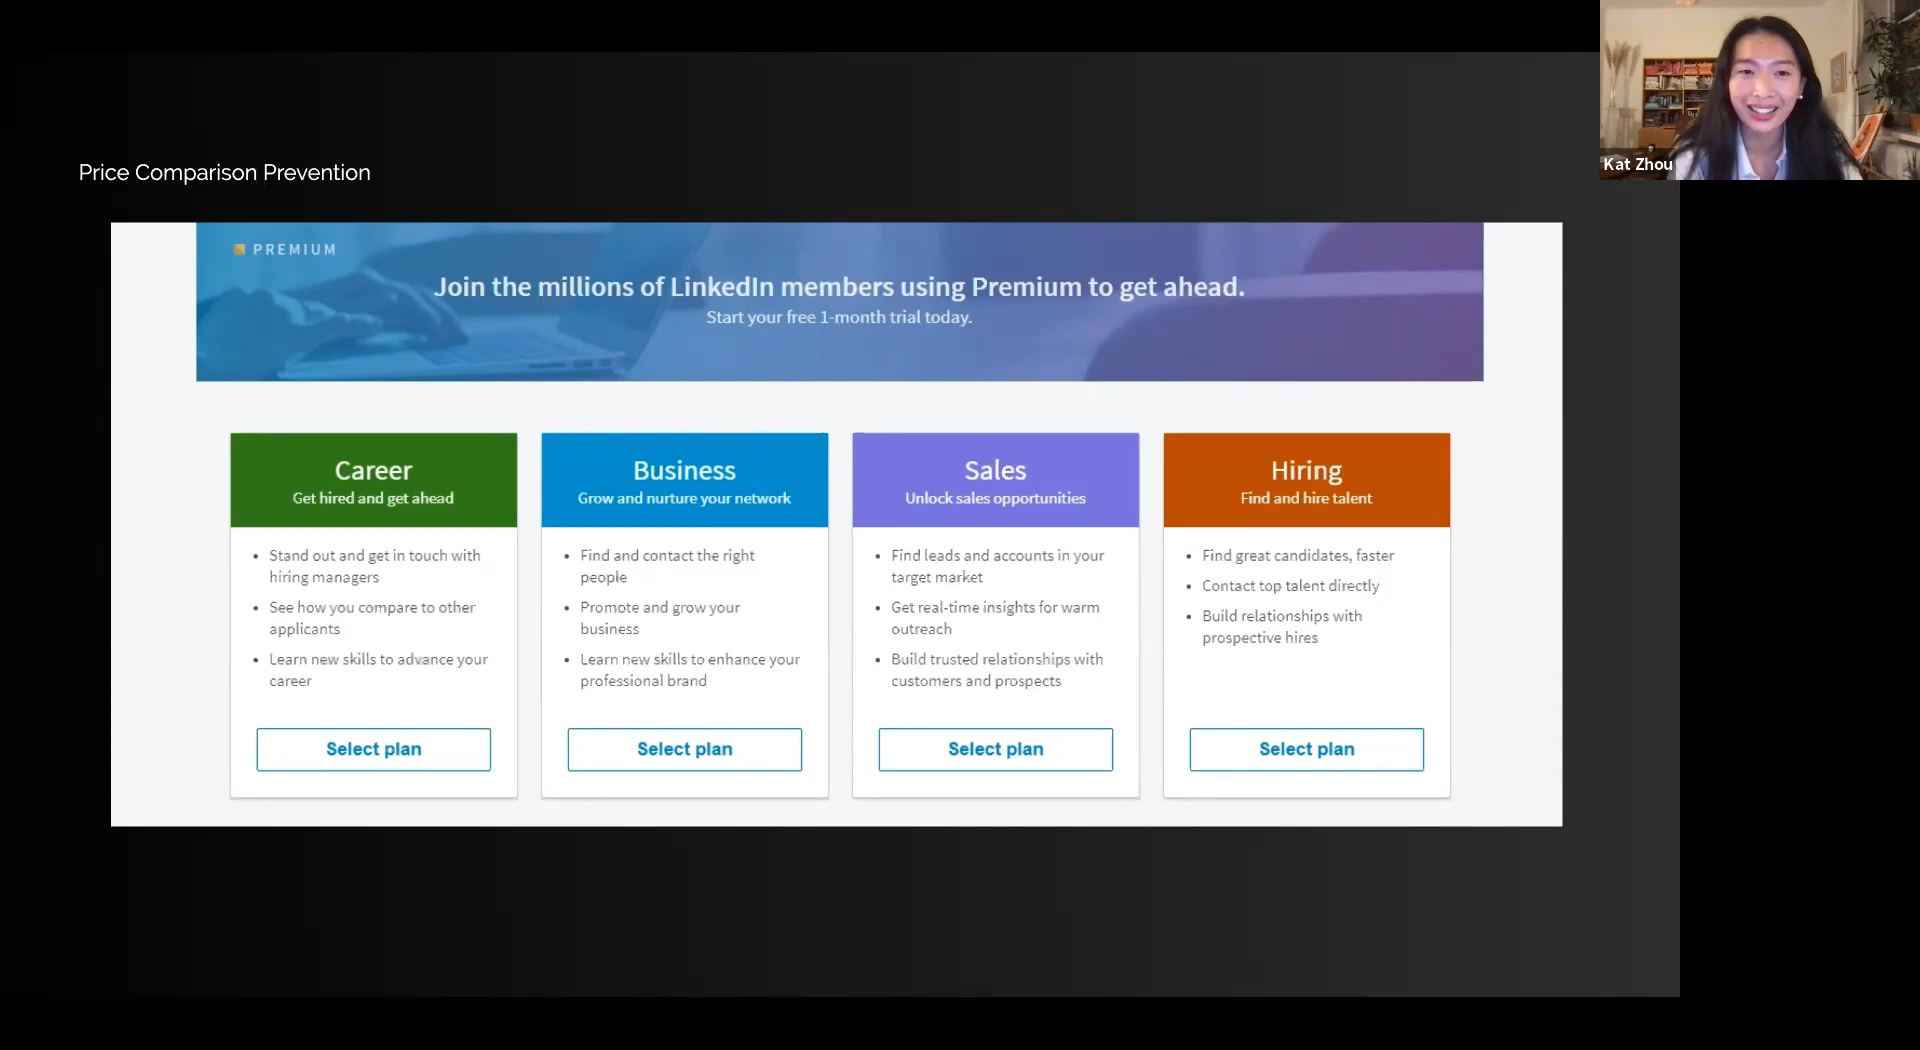 Kat Zhou
Price Comparison Prevention
PREMIUM
Join the millions of LinkedIn members using Premium to get ahead.
Start your free 1-month trial today.
Career
Get hired and get ahead
• Stand out and get in touch with
hiring managers
• See how you compare to other
applicants
• Learn new skills to advance your
career
Select plan
Business
Grow and nurture your network
• Find and contact the right
people
• Promote and grow your
business
• Learn new skills to enhance your
professional brand
Select plan
Sales
Unlock sales opportunities
• Find leads and accounts in your
target market
• Get real-time insights for warm
outreach
• Build trusted relationships with
customers and prospects
Select plan
Hiring
Find and hire talent
• Find great candidates, faster
• Contact top talent directly
• Build relationships with
prospective hires
Select plan